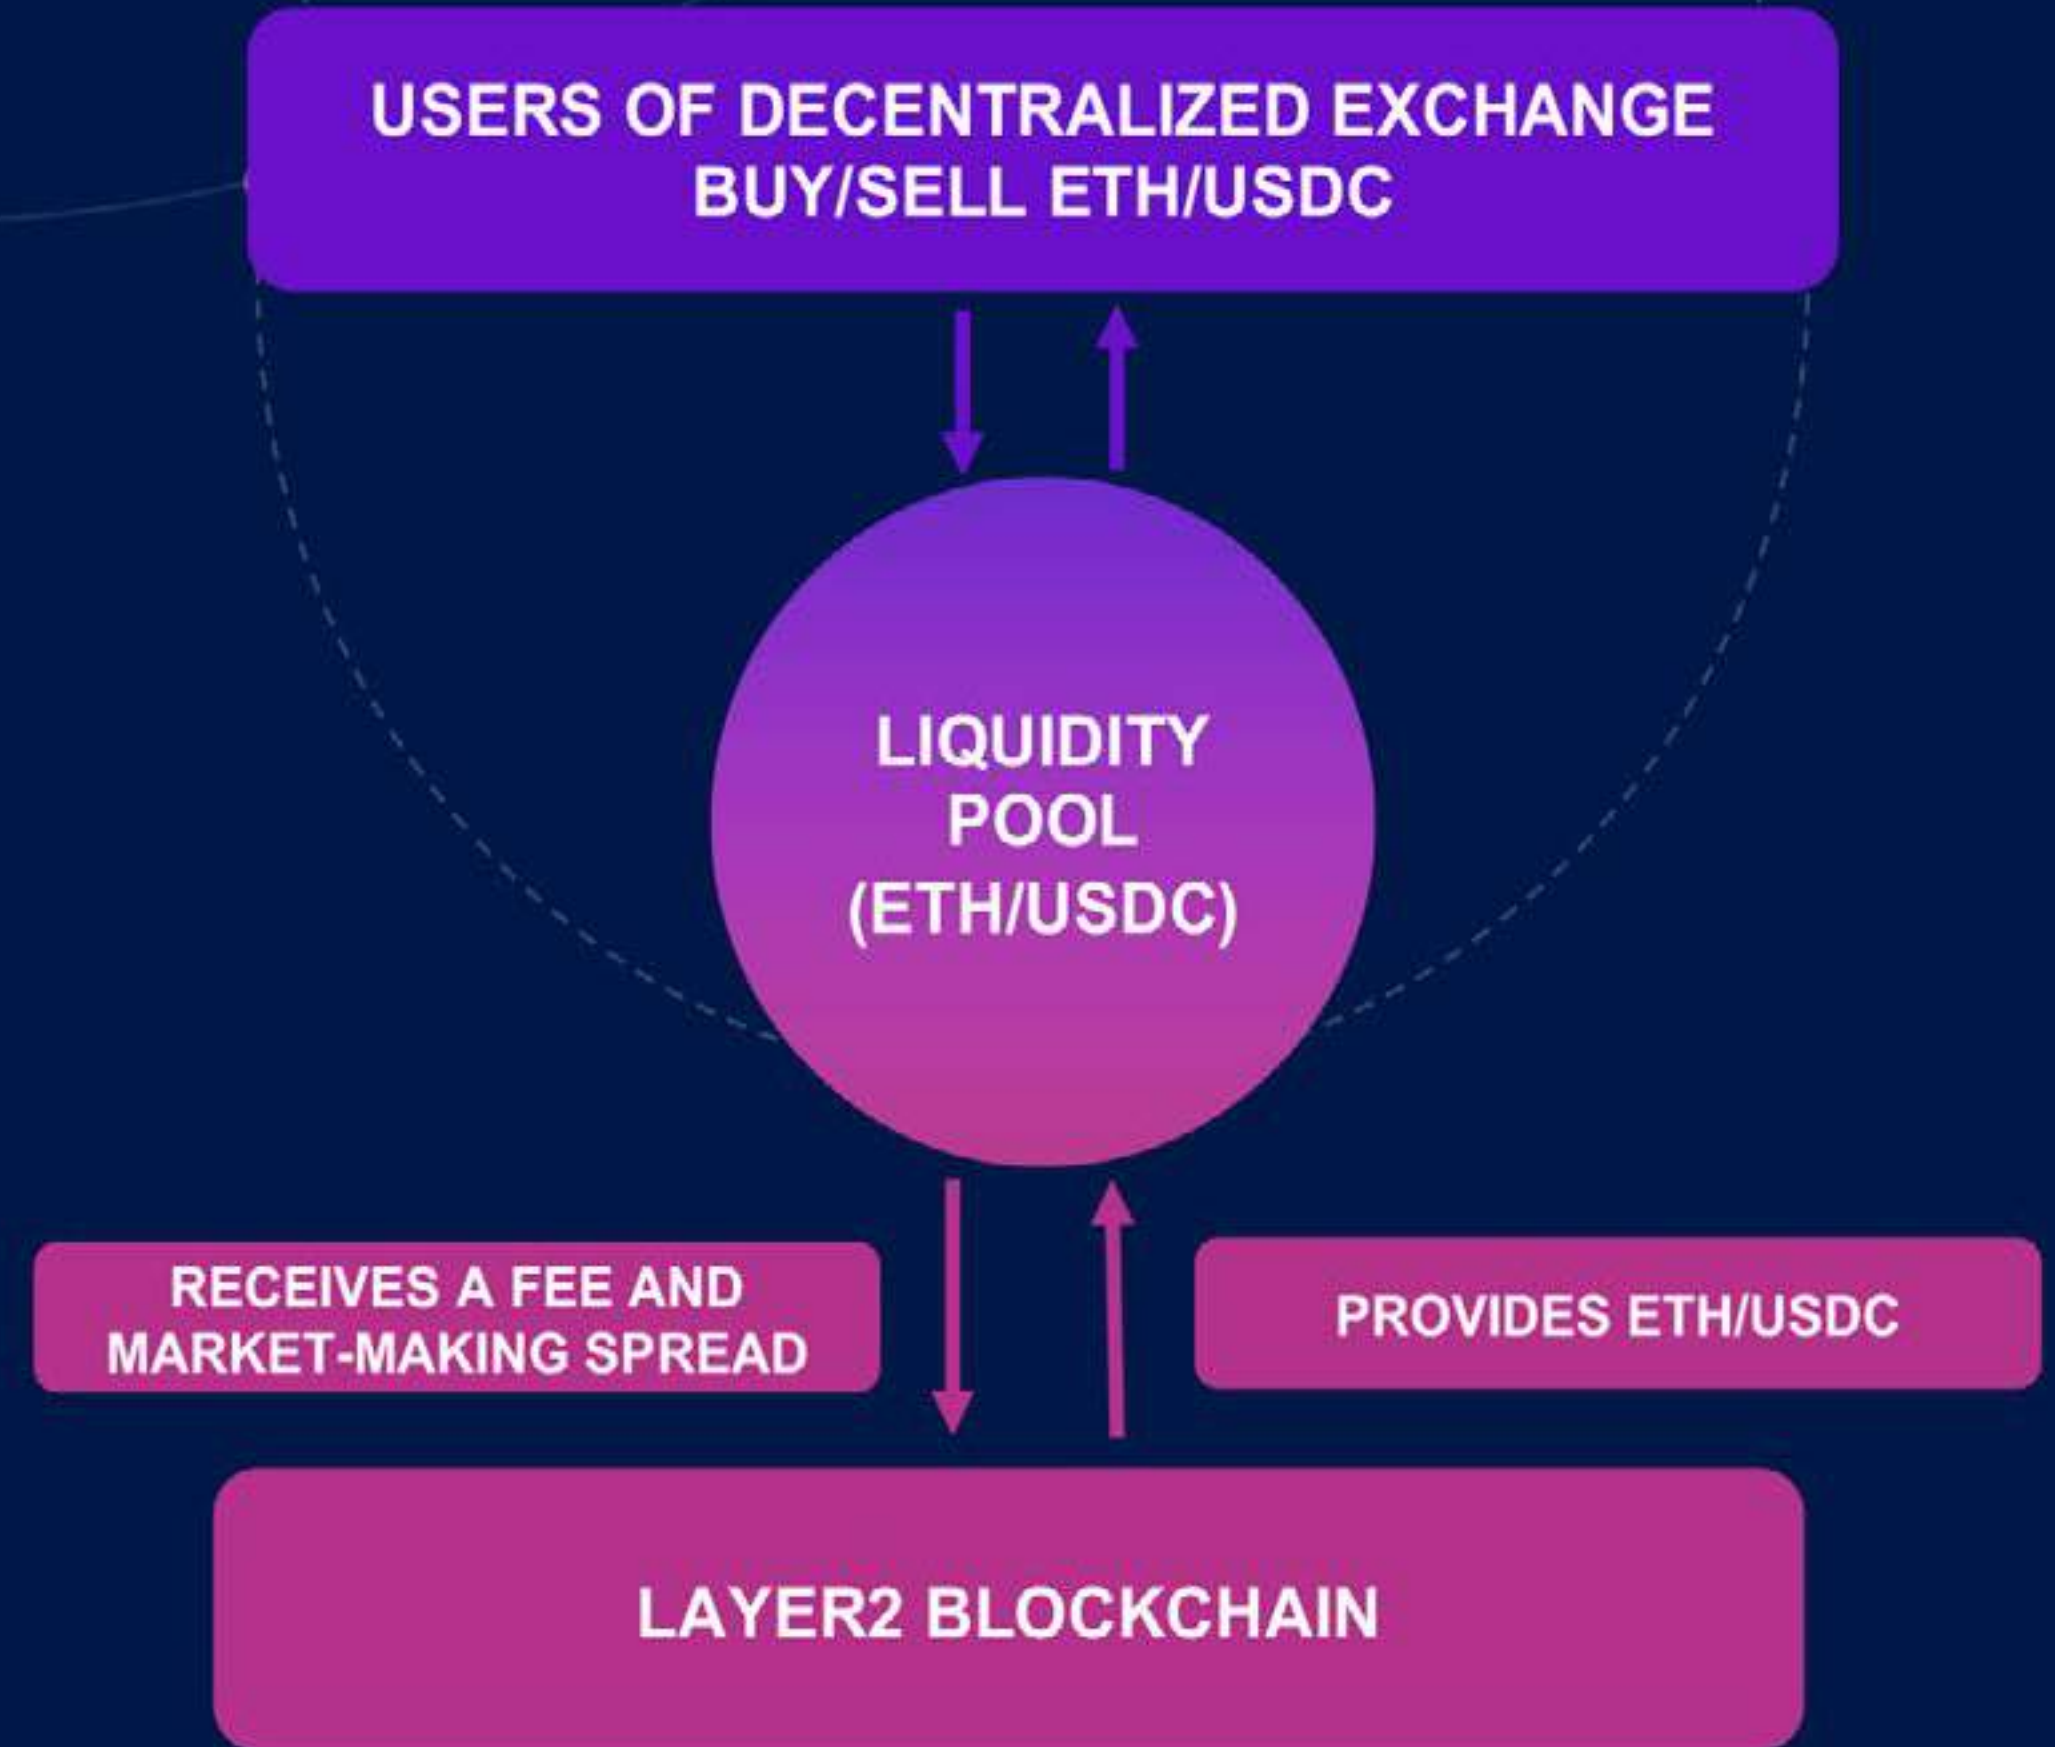 USERS OF DECENTRALIZED EXCHANGE
BUY/SELL ETH/USDC
LIQUIDITY
POOL
(ETH/USDC)
RECEIVES A FEE AND
MARKET-MAKING SPREAD
PROVIDES ETH/USDC
LAYER2 BLOCKCHAIN